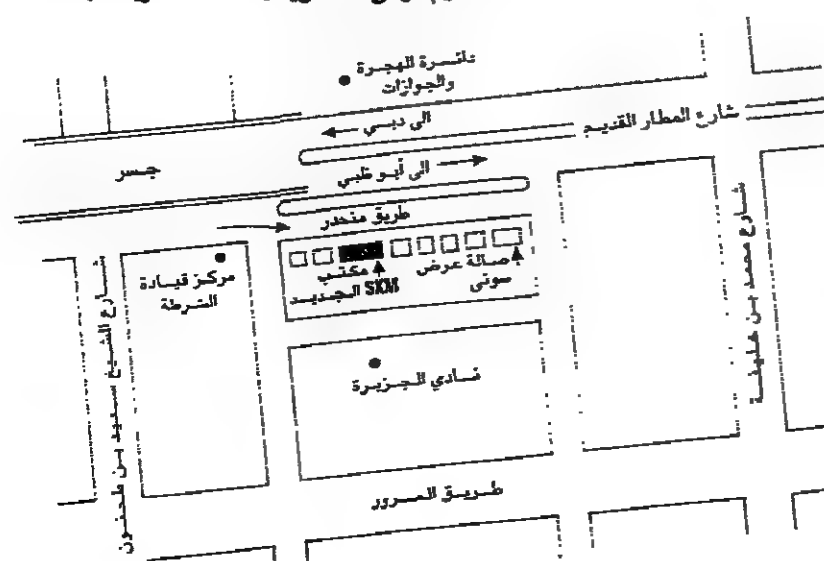 دائرة الهجرة
والجوازات
شارع المطار القديم
الى دبي
جسر
الى أبو ظبي
طريق منحدر
صالة عرض
سوني
مكتب
SKM الجديد
مركز قيادة
الشرطة
نادي الجزيرة
شارع محمد بن خليفة
شارع الشيخ سعيد بن طحنون
طريق المرور